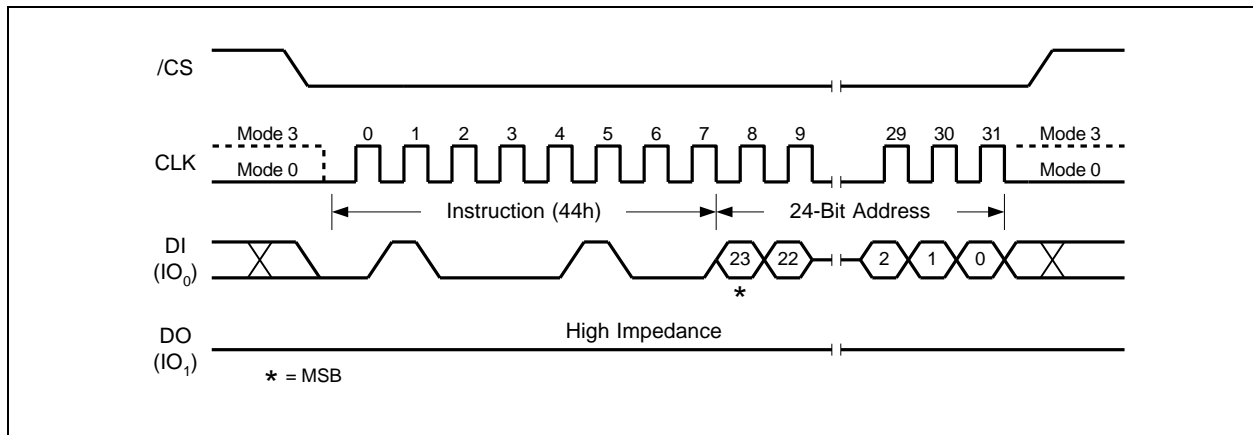 /CS
Mode 3 0 1 2 3 4 5 6 7 8 9 29 30 31 Mode 3
CLK
Mode 0 Mode 0
Instruction (44h) 24-Bit Address
DI
(IO₀)
23 22 2 1 0
*
DO
(IO₁)
High Impedance
* = MSB